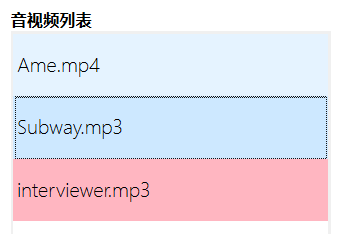 音视频列表
Ame.mp4
Subway.mp3
interviewer.mp3